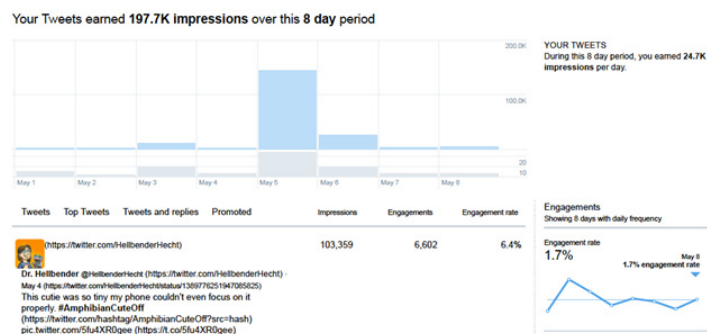 Your Tweets earned 197.7K impressions over this 8 day period
200.0K
100.0K
20
10
May 1 May 2 May 3 May 4 May 5 May 6 May 7 May 8
YOUR TWEETS
During this 8 day period, you earned 24.7K
impressions per day.
Tweets Top Tweets Tweets and replies Promoted Impressions Engagements Engagement rate
(https://twitter.com/HellbenderHecht) 103,359 6,602 6.4%
Dr. Hellbender @HellbenderHecht (https://twitter.com/HellbenderHecht) ·
May 4 (https://twitter.com/HellbenderHecht/status/1389776251947085825)
This cutie was so tiny my phone couldn't even focus on it
properly. #AmphibianCuteOff
(https://twitter.com/hashtag/AmphibianCuteOff?src=hash)
pic.twitter.com/5fu4XR0gee (https://t.co/5fu4XR0gee)
Engagements
Showing 8 days with daily frequency
Engagement rate
1.7%
May 8
1.7% engagement rate